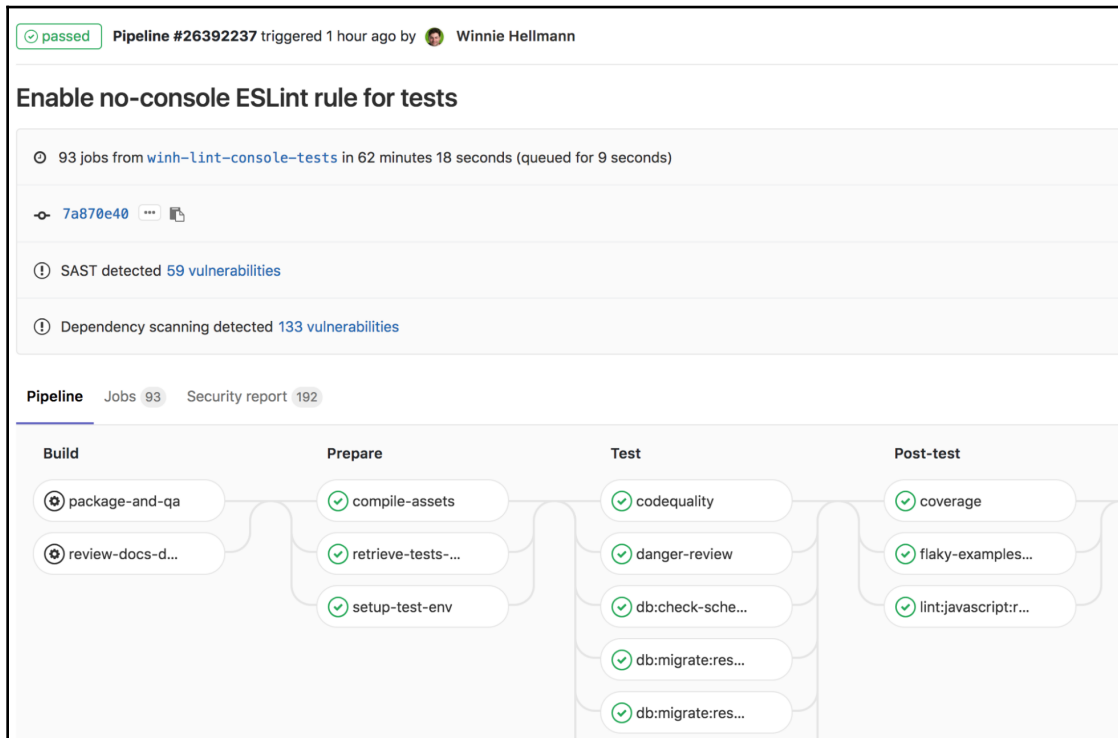 passed Pipeline #26392237 triggered 1 hour ago by Winnie Hellmann
Enable no-console ESLint rule for tests
93 jobs from winh-lint-console-tests in 62 minutes 18 seconds (queued for 9 seconds)
7a870e40 ...
SAST detected 59 vulnerabilities
Dependency scanning detected 133 vulnerabilities
Pipeline Jobs 93 Security report 192
Build Prepare Test Post-test
package-and-qa compile-assets codequality coverage
review-docs-d... retrieve-tests-... danger-review flaky-examples...
setup-test-env db:check-sche... lint:javascript:r...
db:migrate:res...
db:migrate:res...